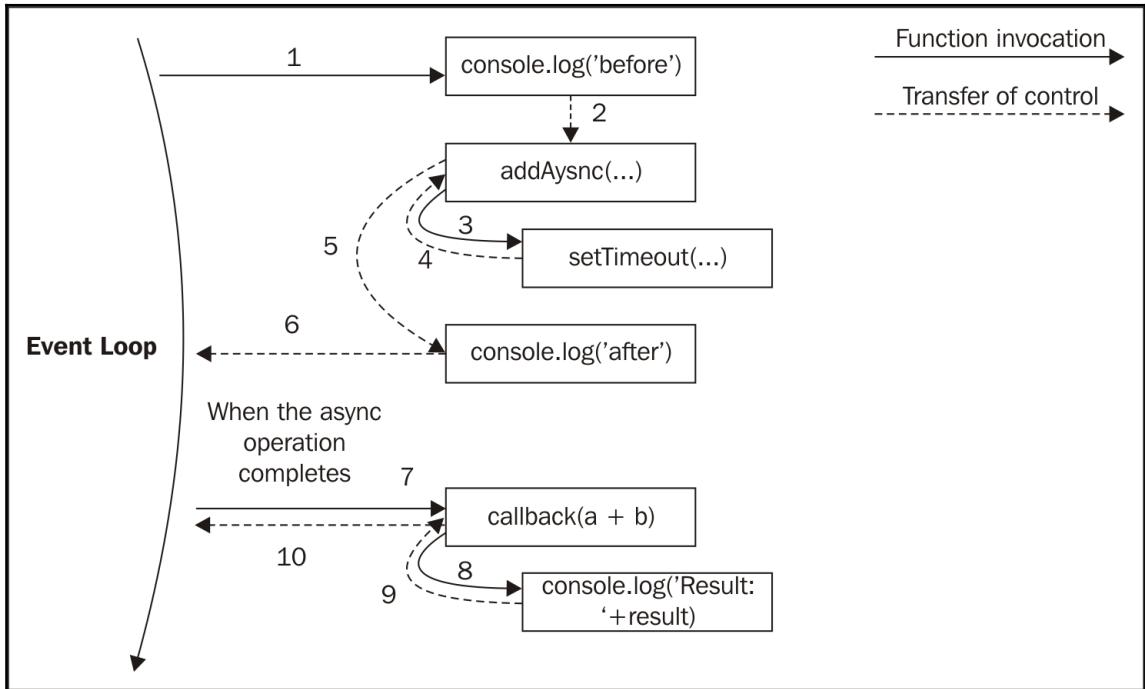 1
console.log('before')
Function invocation
2
Transfer of control
addAysnc(...)
3
5
4
setTimeout(...)
6
Event Loop
console.log('after')
When the async
operation
completes
7
callback(a + b)
10
8
9
console.log('Result:
‘+result)